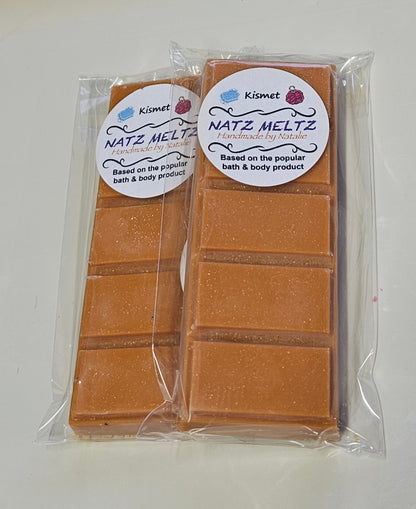 Kismet
NATZ MELTZ
Handmade by Natalie
Based on the popular
bath & body product
Kismet
NATZ MELTZ
Handmade by Natalie
Based on the popular
bath & body product